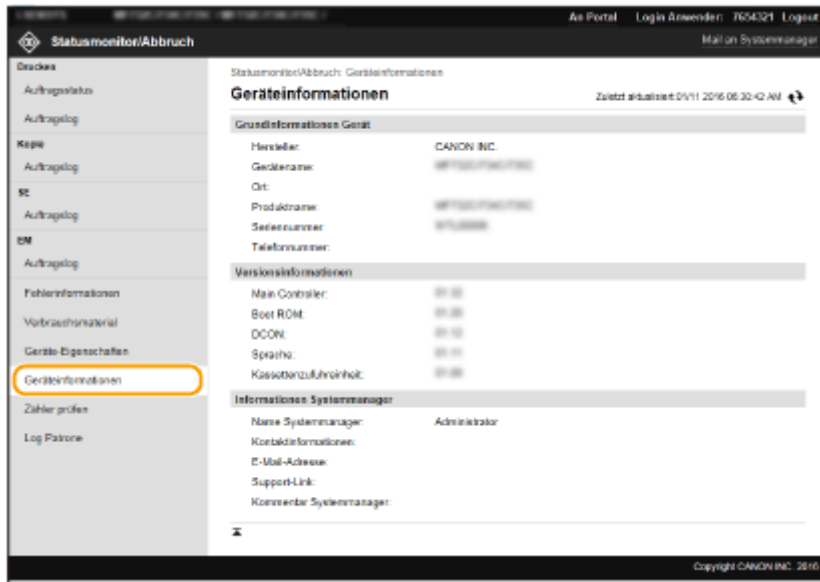 An Portal Login Anwender: 7654321 Logout
Statusmonitor/Abbruch Mail an Systemmanager
Drucken
Auftragsstatus
Auftragslog
Kopie
Auftragslog
SE
Auftragslog
EM
Auftragslog
Fehlerinformationen
Verbrauchsmaterial
Geräte-Eigenschaften
Geräteinformationen
Zähler prüfen
Log Patrone
Statusmonitor/Abbruch: Geräteinformationen
Geräteinformationen Zuletzt aktualisiert: 01/11 2016 06:30:42 AM
Grundinformationen Gerät
Hersteller: CANON INC.
Gerätename:
Ort:
Produktname:
Seriennummer:
Telefonnummer:
Versionsinformationen
Main Controller:
Boot ROM:
DCON:
Sprache:
Kassettenzufuhreinheit:
Informationen Systemmanager
Name Systemmanager: Administrator
Kontaktinformationen:
E-Mail-Adresse:
Support-Link:
Kommentar Systemmanager:
Copyright CANON INC. 2016